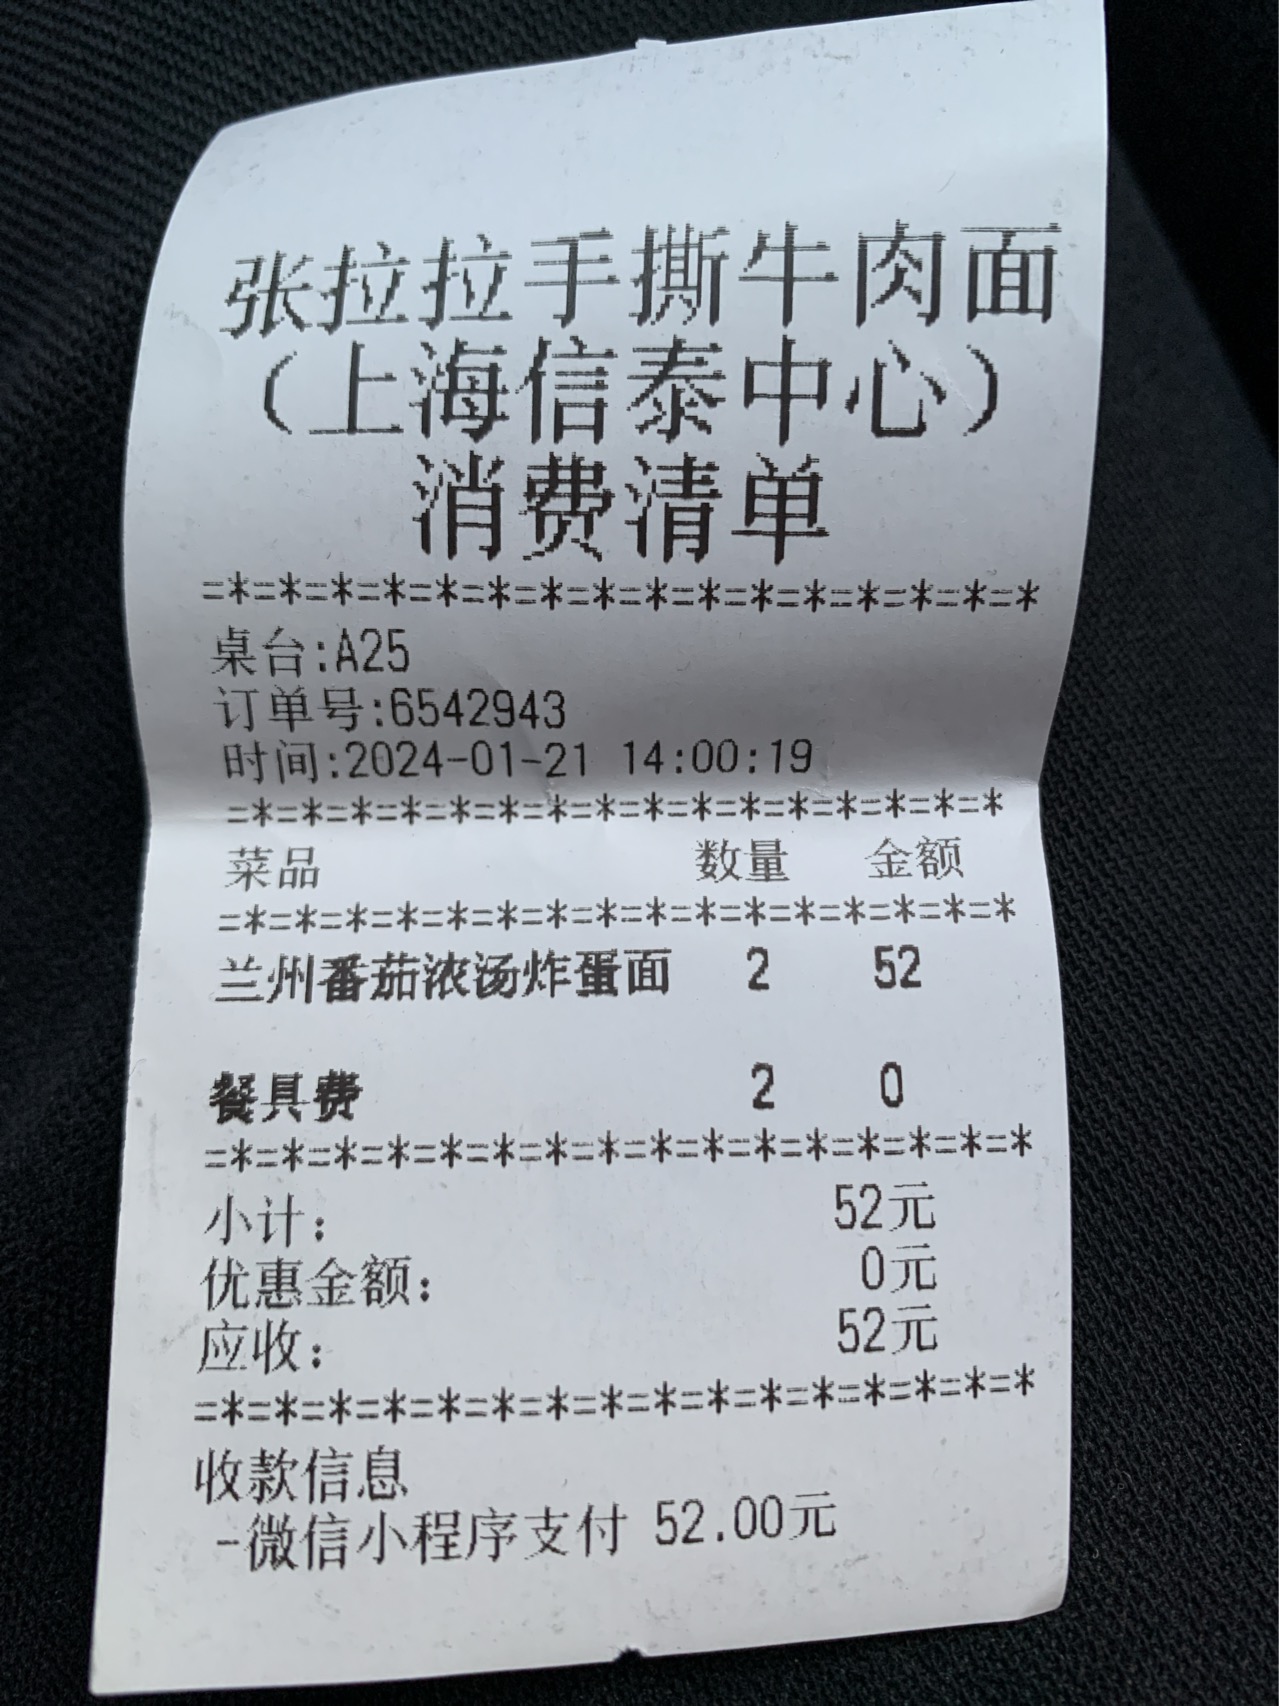 张拉拉手撕牛肉面
（上海信泰中心）
消费清单
=*=*=*=*=*=*=*=*=*=*=*=*=*=*=*=*
桌台:A25
订单号:6542943
时间:2024-01-21 14:00:19
=*=*=*=*=*=*=*=*=*=*=*=*=*=*=*=*
菜品 数量 金额
=*=*=*=*=*=*=*=*=*=*=*=*=*=*=*=*
兰州番茄浓汤炸蛋面 2 52
餐具费 2 0
=*=*=*=*=*=*=*=*=*=*=*=*=*=*=*=*
小计： 52元
优惠金额： 0元
应收： 52元
=*=*=*=*=*=*=*=*=*=*=*=*=*=*=*=*
收款信息
-微信小程序支付 52.00元